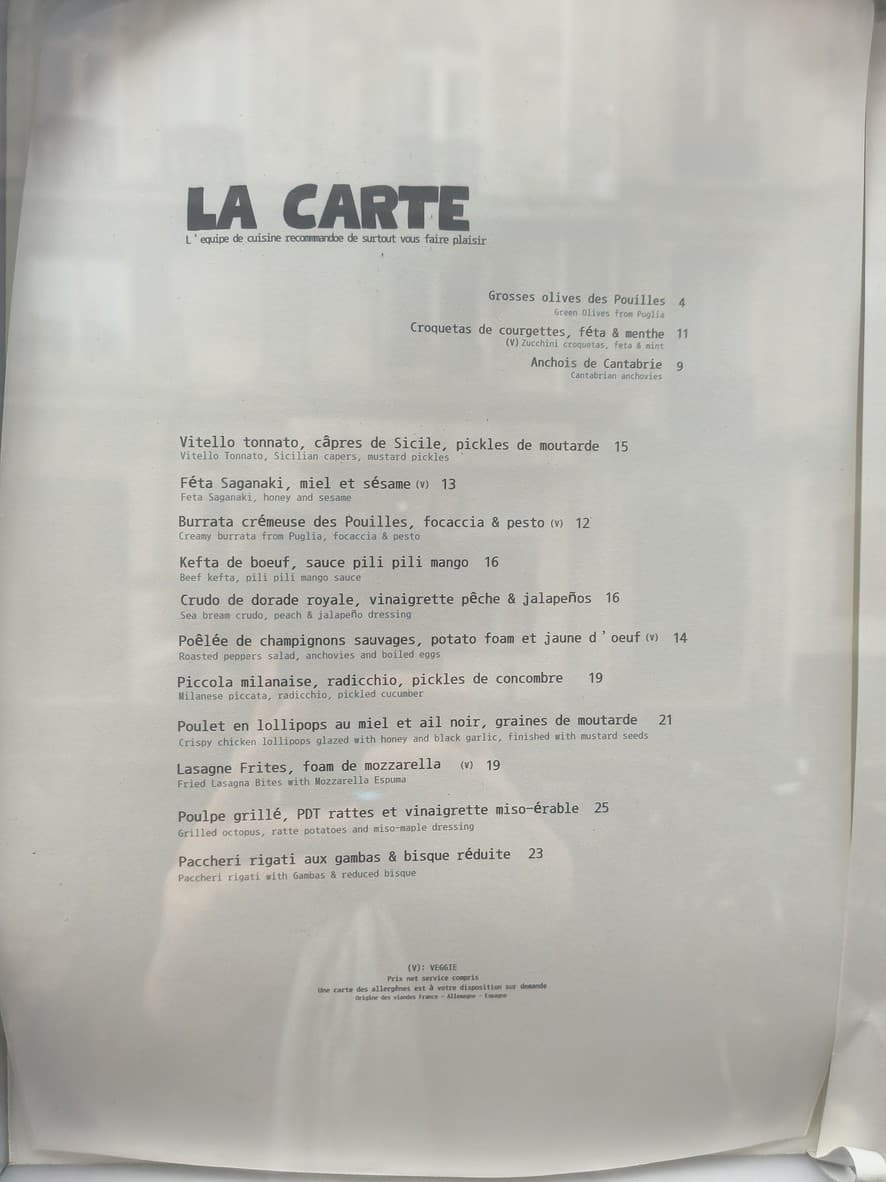 LA CARTE
L'equipe de cuisine recommandoe de surtout vous faire plaisir
Grosses olives des Pouilles 4
Green Olives from Puglia
Croquetas de courgettes, féta & menthe 11
(V) Zucchini croquetas, feta & mint
Anchois de Cantabrie 9
Cantabrian anchovies
Vitello tonnato, câpres de Sicile, pickles de moutarde 15
Vitello Tonnato, Sicilian capers, mustard pickles
Féta Saganaki, miel et sésame (V) 13
Feta Saganaki, honey and sesame
Burrata crémeuse des Pouilles, focaccia & pesto (V) 12
Creamy burrata from Puglia, focaccia & pesto
Kefta de boeuf, sauce pili pili mango 16
Beef kefta, pili pili mango sauce
Crudo de dorade royale, vinaigrette pêche & jalapeños 16
Sea bream crudo, peach & jalapeño dressing
Poêlée de champignons sauvages, potato foam et jaune d'oeuf (V) 14
Roasted peppers salad, anchovies and boiled eggs
Piccola milanaise, radicchio, pickles de concombre 19
Milanese piccata, radicchio, pickled cucumber
Poulet en lollipops au miel et ail noir, graines de moutarde 21
Crispy chicken lollipops glazed with honey and black garlic, finished with mustard seeds
Lasagne Frites, foam de mozzarella (V) 19
Fried Lasagna Bites with Mozzarella Espuma
Poulpe grillé, PDT rattes et vinaigrette miso-érable 25
Grilled octopus, ratte potatoes and miso-maple dressing
Paccheri rigati aux gambas & bisque réduite 23
Paccheri rigati with Gambas & reduced bisque
(V): VEGGIE
Prix net service compris
Une carte des allergènes est à votre disposition sur demande
Origine des viandes France - Allemagne - Espagne